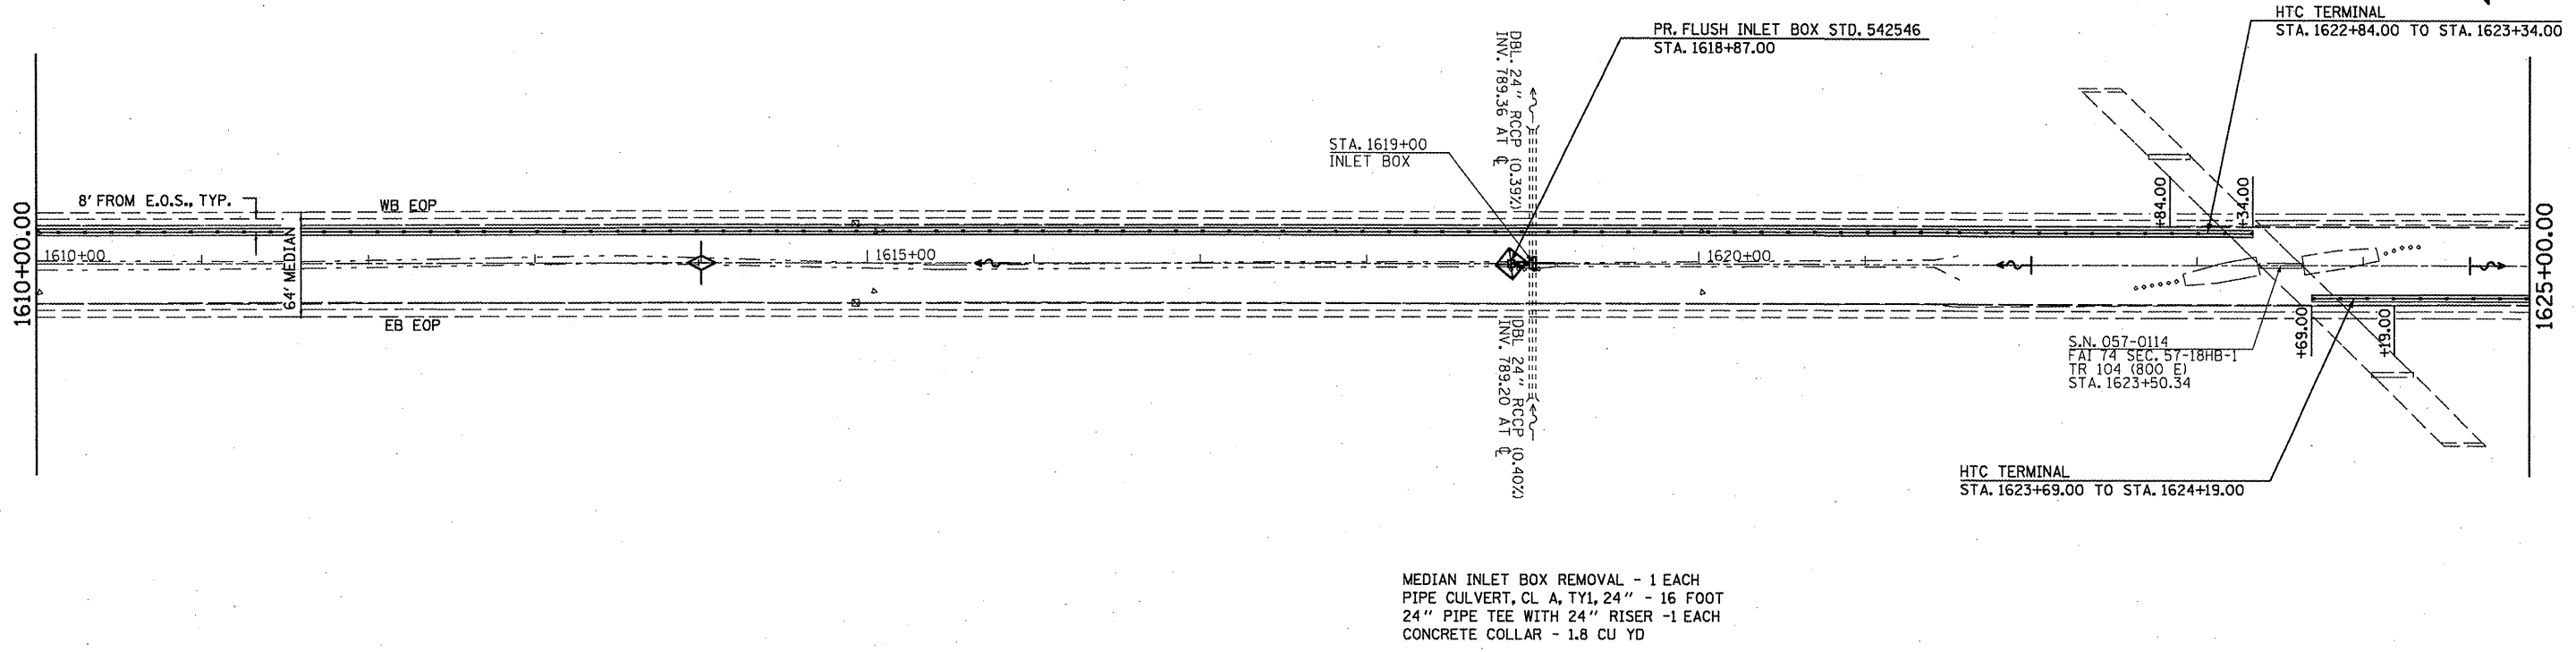 HTC TERMINAL
STA. 1622+84.00 TO STA. 1623+34.00
PR. FLUSH INLET BOX STD. 542546
STA. 1618+87.00
DBL. 24" RCCP (0.39%)
INV. 789.36 AT ℄
STA. 1619+00
INLET BOX
8' FROM E.O.S., TYP.
WB EOP
+84.00
+34.00
1610+00.00
1610+00
64' MEDIAN
1615+00
1620+00
1625+00.00
EB EOP
DBL 24" RCCP (0.40%)
INV. 789.20 AT ℄
+69.00
+19.00
S.N. 057-0114
FAI 74 SEC. 57-18HB-1
TR 104 (800 E)
STA. 1623+50.34
HTC TERMINAL
STA. 1623+69.00 TO STA. 1624+19.00
MEDIAN INLET BOX REMOVAL - 1 EACH
PIPE CULVERT, CL A, TY1, 24" - 16 FOOT
24" PIPE TEE WITH 24" RISER -1 EACH
CONCRETE COLLAR - 1.8 CU YD